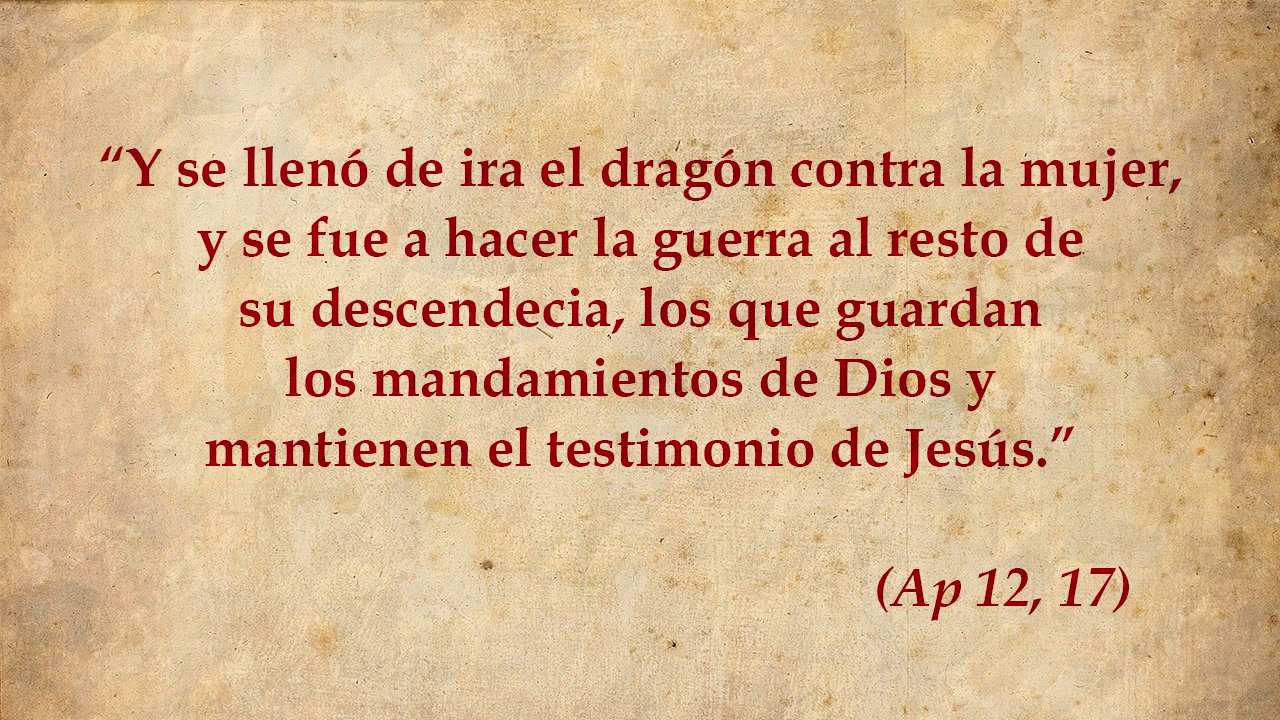 “Y se llenó de ira el dragón contra la mujer,
y se fue a hacer la guerra al resto de
su descendecia, los que guardan
los mandamientos de Dios y
mantienen el testimonio de Jesús.”
(Ap 12, 17)